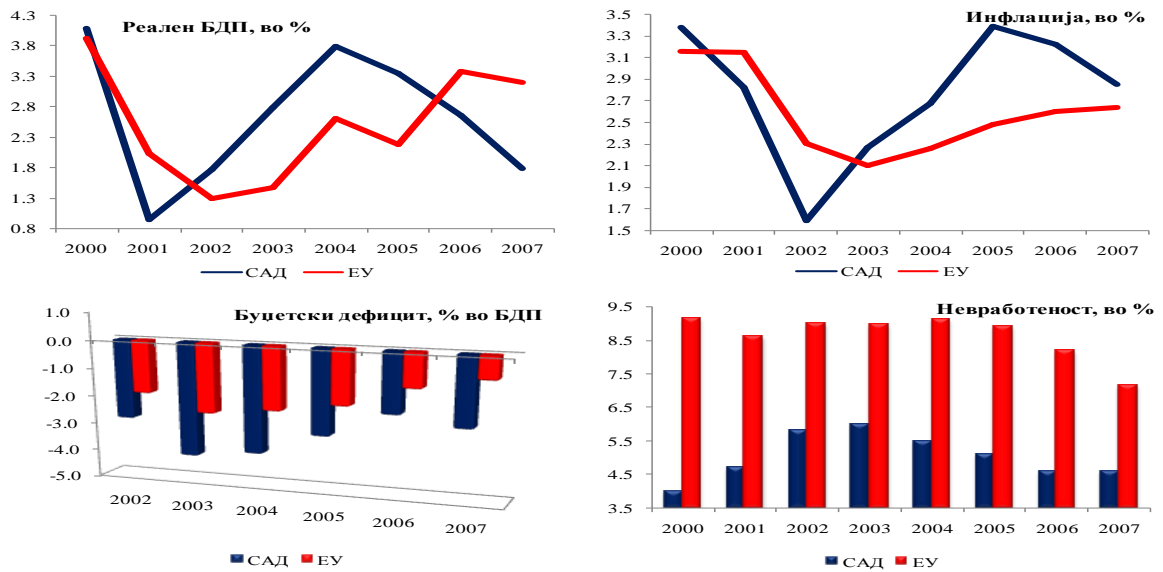 Реален БДП, во %
4.3
3.8
3.3
2.8
2.3
1.8
1.3
0.8
2000 2001 2002 2003 2004 2005 2006 2007
САД ЕУ
Инфлација, во %
3.5
3.3
3.1
2.9
2.7
2.5
2.3
2.1
1.9
1.7
1.5
2000 2001 2002 2003 2004 2005 2006 2007
САД ЕУ
Буџетски дефицит, % во БДП
1.0
0.0
-1.0
-2.0
-3.0
-4.0
-5.0
2002 2003 2004 2005 2006 2007
САД ЕУ
Невработеност, во %
9.5
8.5
7.5
6.5
5.5
4.5
3.5
2000 2001 2002 2003 2004 2005 2006 2007
САД ЕУ